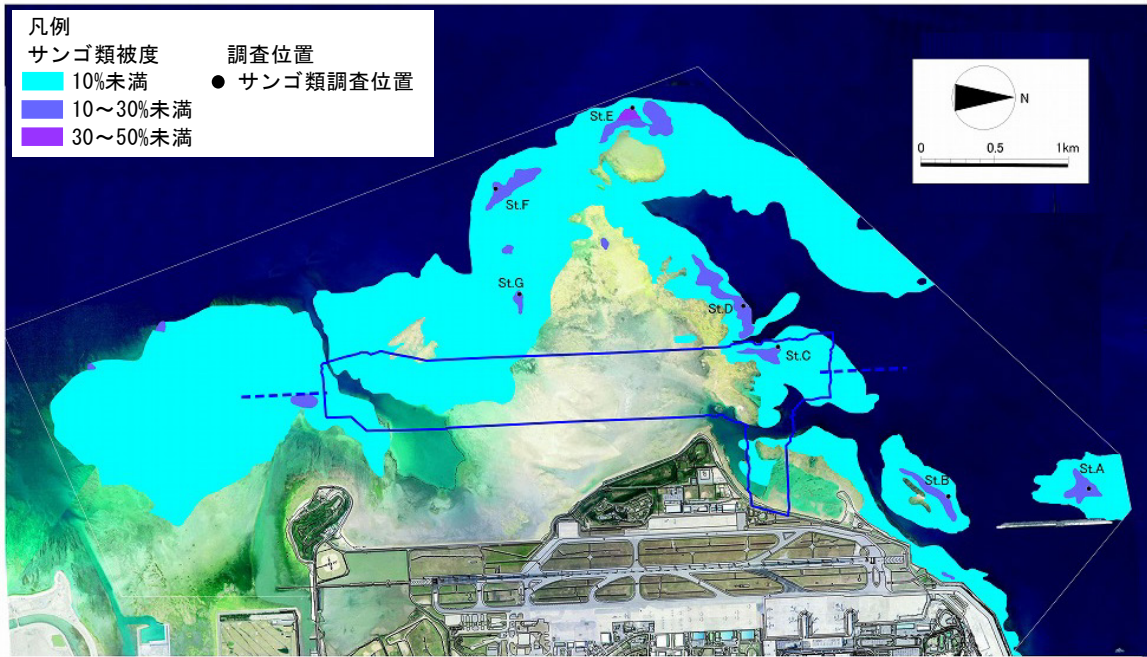 凡例
サンゴ類被度 調査位置
10%未満 ● サンゴ類調査位置
10～30%未満
30～50%未満
N
0 0.5 1km
St.E
St.F
St.G
St.D
St.C
St.B
St.A